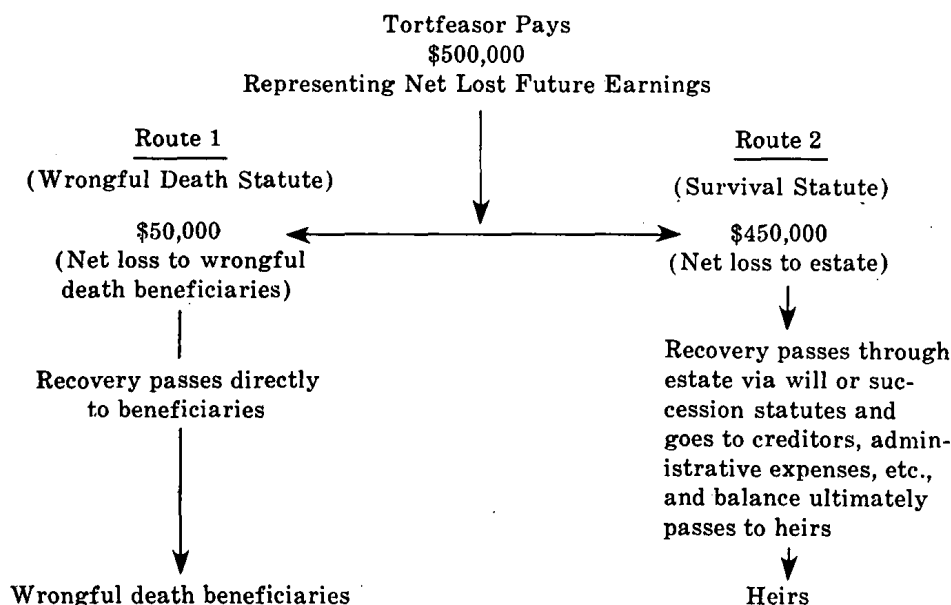 Tortfeasor Pays
$500,000
Representing Net Lost Future Earnings
Route 1
(Wrongful Death Statute)
$50,000
(Net loss to wrongful
death beneficiaries)
Recovery passes directly
to beneficiaries
Wrongful death beneficiaries
Route 2
(Survival Statute)
$450,000
(Net loss to estate)
Recovery passes through
estate via will or suc-
cession statutes and
goes to creditors, admin-
istrative expenses, etc.,
and balance ultimately
passes to heirs
Heirs